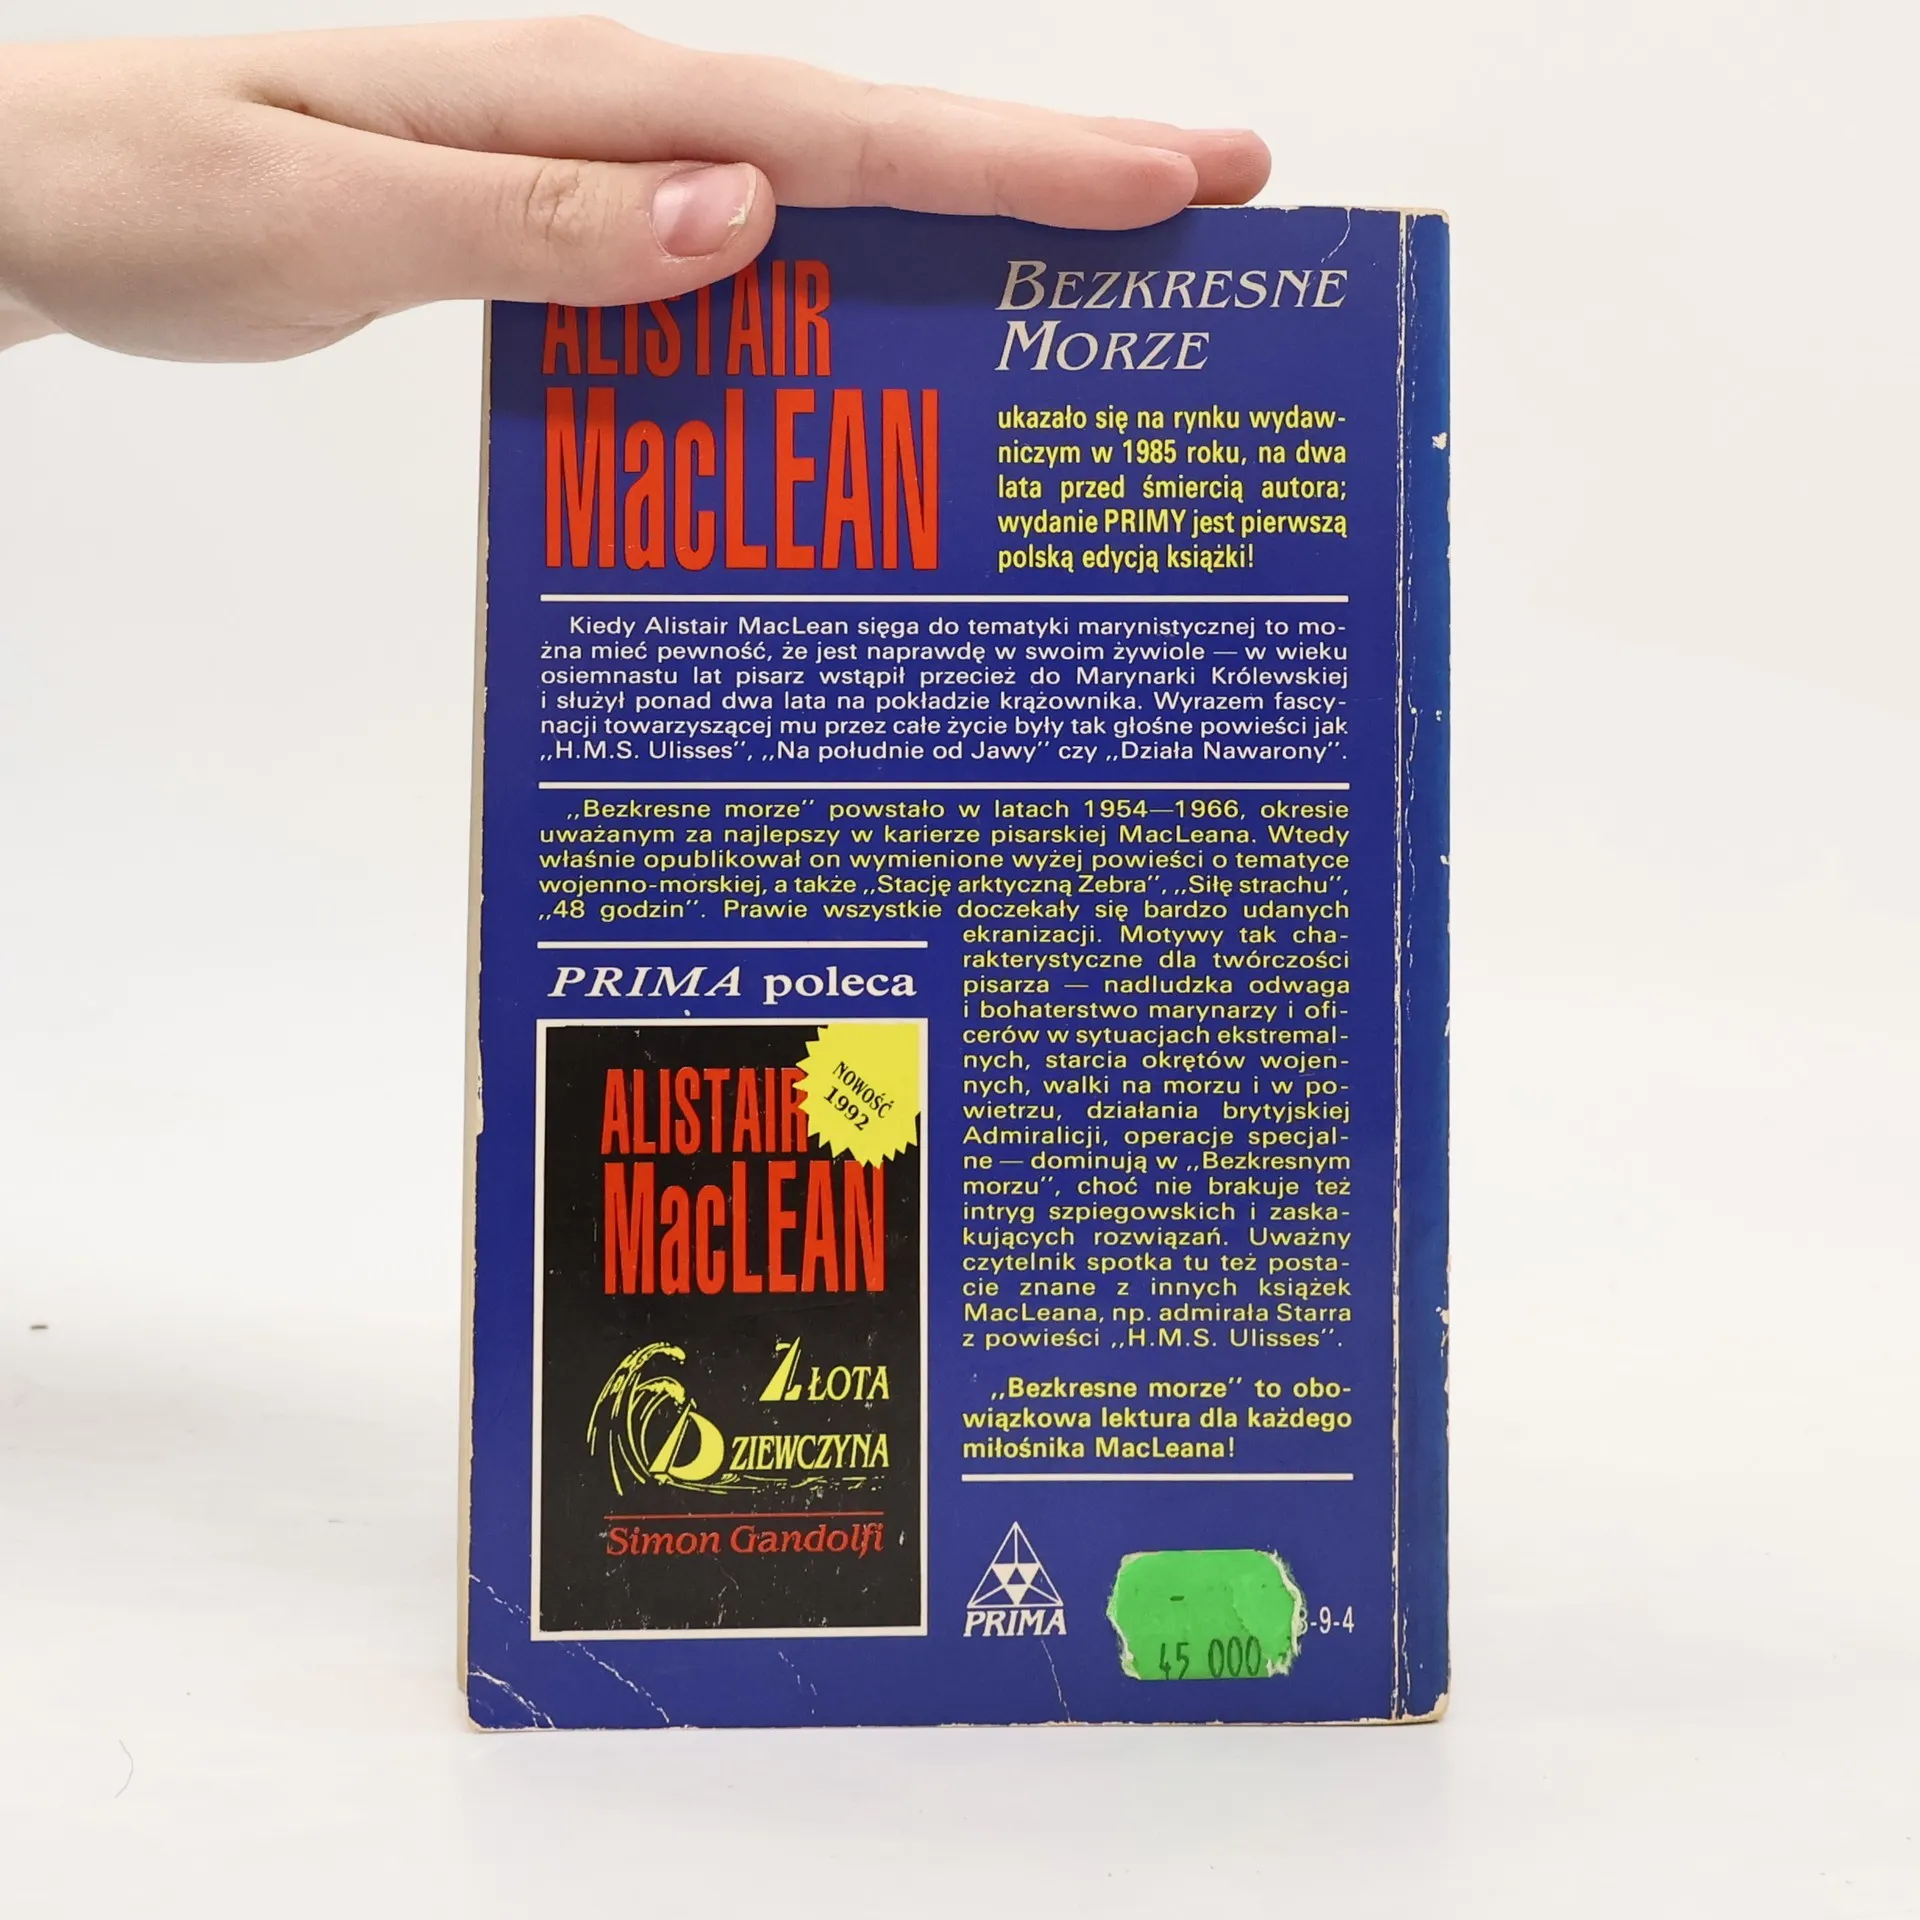 ALISTAIR
MacLEAN
BEZKRESNE
MORZE
ukazało się na rynku wydaw-
niczym w 1985 roku, na dwa
lata przed śmiercią autora;
wydanie PRIMY jest pierwszą
polską edycją książki!
Kiedy Alistair MacLean sięga do tematyki marynistycznej to mo-
żna mieć pewność, że jest naprawdę w swoim żywiole — w wieku
osiemnastu lat pisarz wstąpił przecież do Marynarki Królewskiej
i służył ponad dwa lata na pokładzie krążownika. Wyrazem fascy-
nacji towarzyszącej mu przez całe życie były tak głośne powieści jak
,,H.M.S. Ulisses'', ,,Na południe od Jawy'' czy ,,Działa Nawarony''.
,,Bezkresne morze'' powstało w latach 1954—1966, okresie
uważanym za najlepszy w karierze pisarskiej MacLeana. Wtedy
właśnie opublikował on wymienione wyżej powieści o tematyce
wojenno-morskiej, a także ,,Stację arktyczną Zebra'', ,,Siłę strachu'',
,,48 godzin''. Prawie wszystkie doczekały się bardzo udanych
ekranizacji. Motywy tak cha-
rakterystyczne dla twórczości
pisarza — nadludzka odwaga
i bohaterstwo marynarzy i ofi-
cerów w sytuacjach ekstremal-
nych, starcia okrętów wojen-
nych, walki na morzu i w po-
wietrzu, działania brytyjskiej
Admiralicji, operacje specjal-
ne — dominują w ,,Bezkresnym
morzu'', choć nie brakuje też
intryg szpiegowskich i zaska-
kujących rozwiązań. Uważny
czytelnik spotka tu też posta-
cie znane z innych książek
MacLeana, np. admirała Starra
z powieści ,,H.M.S. Ulisses''.
,,Bezkresne morze'' to obo-
wiązkowa lektura dla każdego
miłośnika MacLeana!
PRIMA poleca
NOWOŚĆ
1992
ALISTAIR
MacLEAN
ZŁOTA
DZIEWCZYNA
Simon Gandolfi
PRIMA
-9-4
45 000